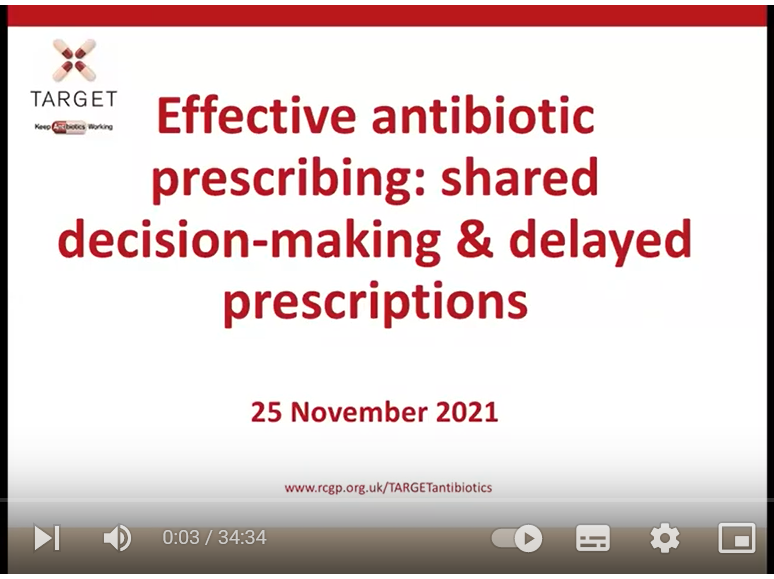 TARGET
Keep Antibiotics Working
Effective antibiotic
prescribing: shared
decision-making & delayed
prescriptions
25 November 2021
www.rcgp.org.uk/TARGETantibiotics
0:03 / 34:34